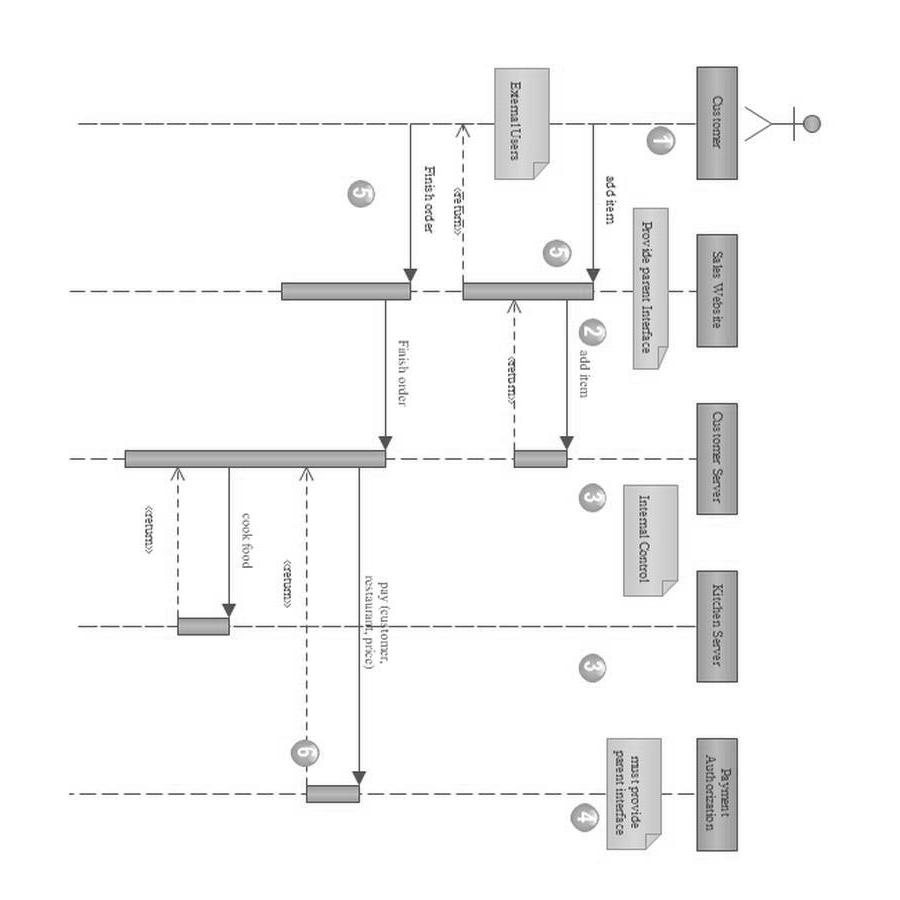 Customer
Sales Website
Customer Server
Kitchen Server
Payment
Authorization
1
Provide parent Interface
Internal Control
must provide
parent interface
External Users
add item
5
2
add item
3
3
4
«return»
«return»
Finish order
5
Finish order
pay (customer,
restaurant, price)
«return»
6
cook food
«return»